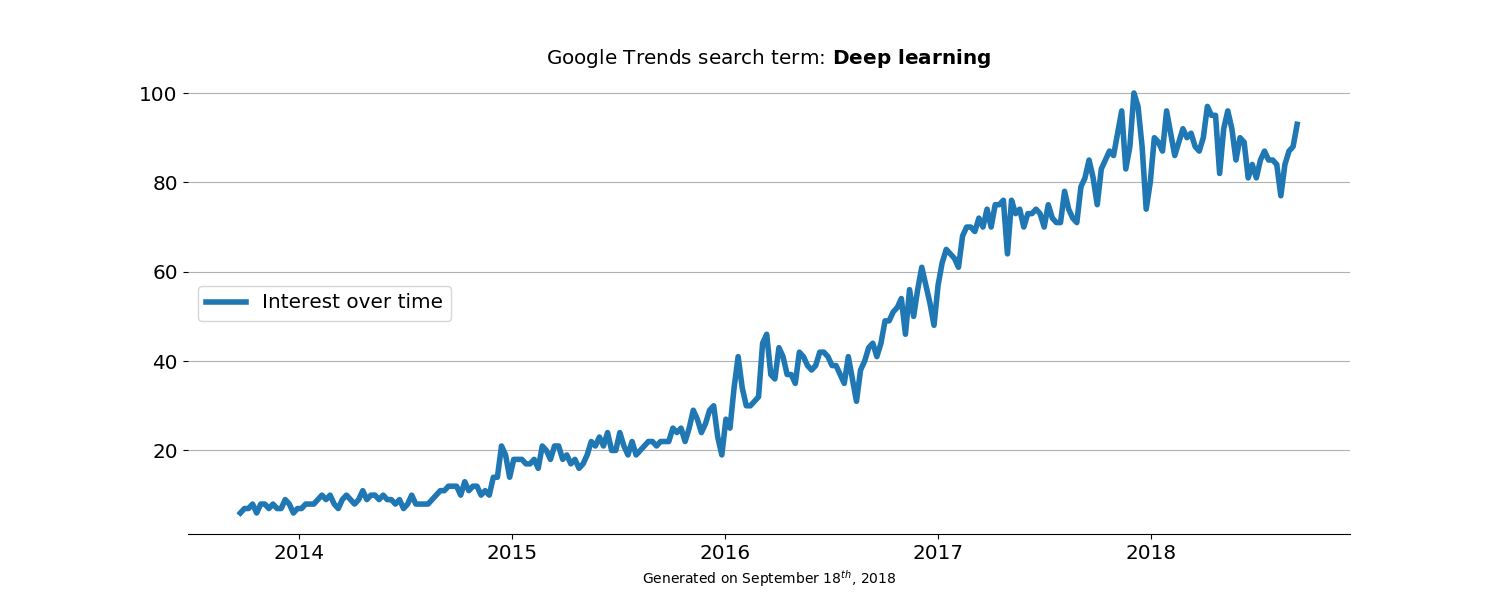 Google Trends search term: Deep learning
100
80
60
40
20
Interest over time
2014 2015 2016 2017 2018
Generated on September 18th, 2018